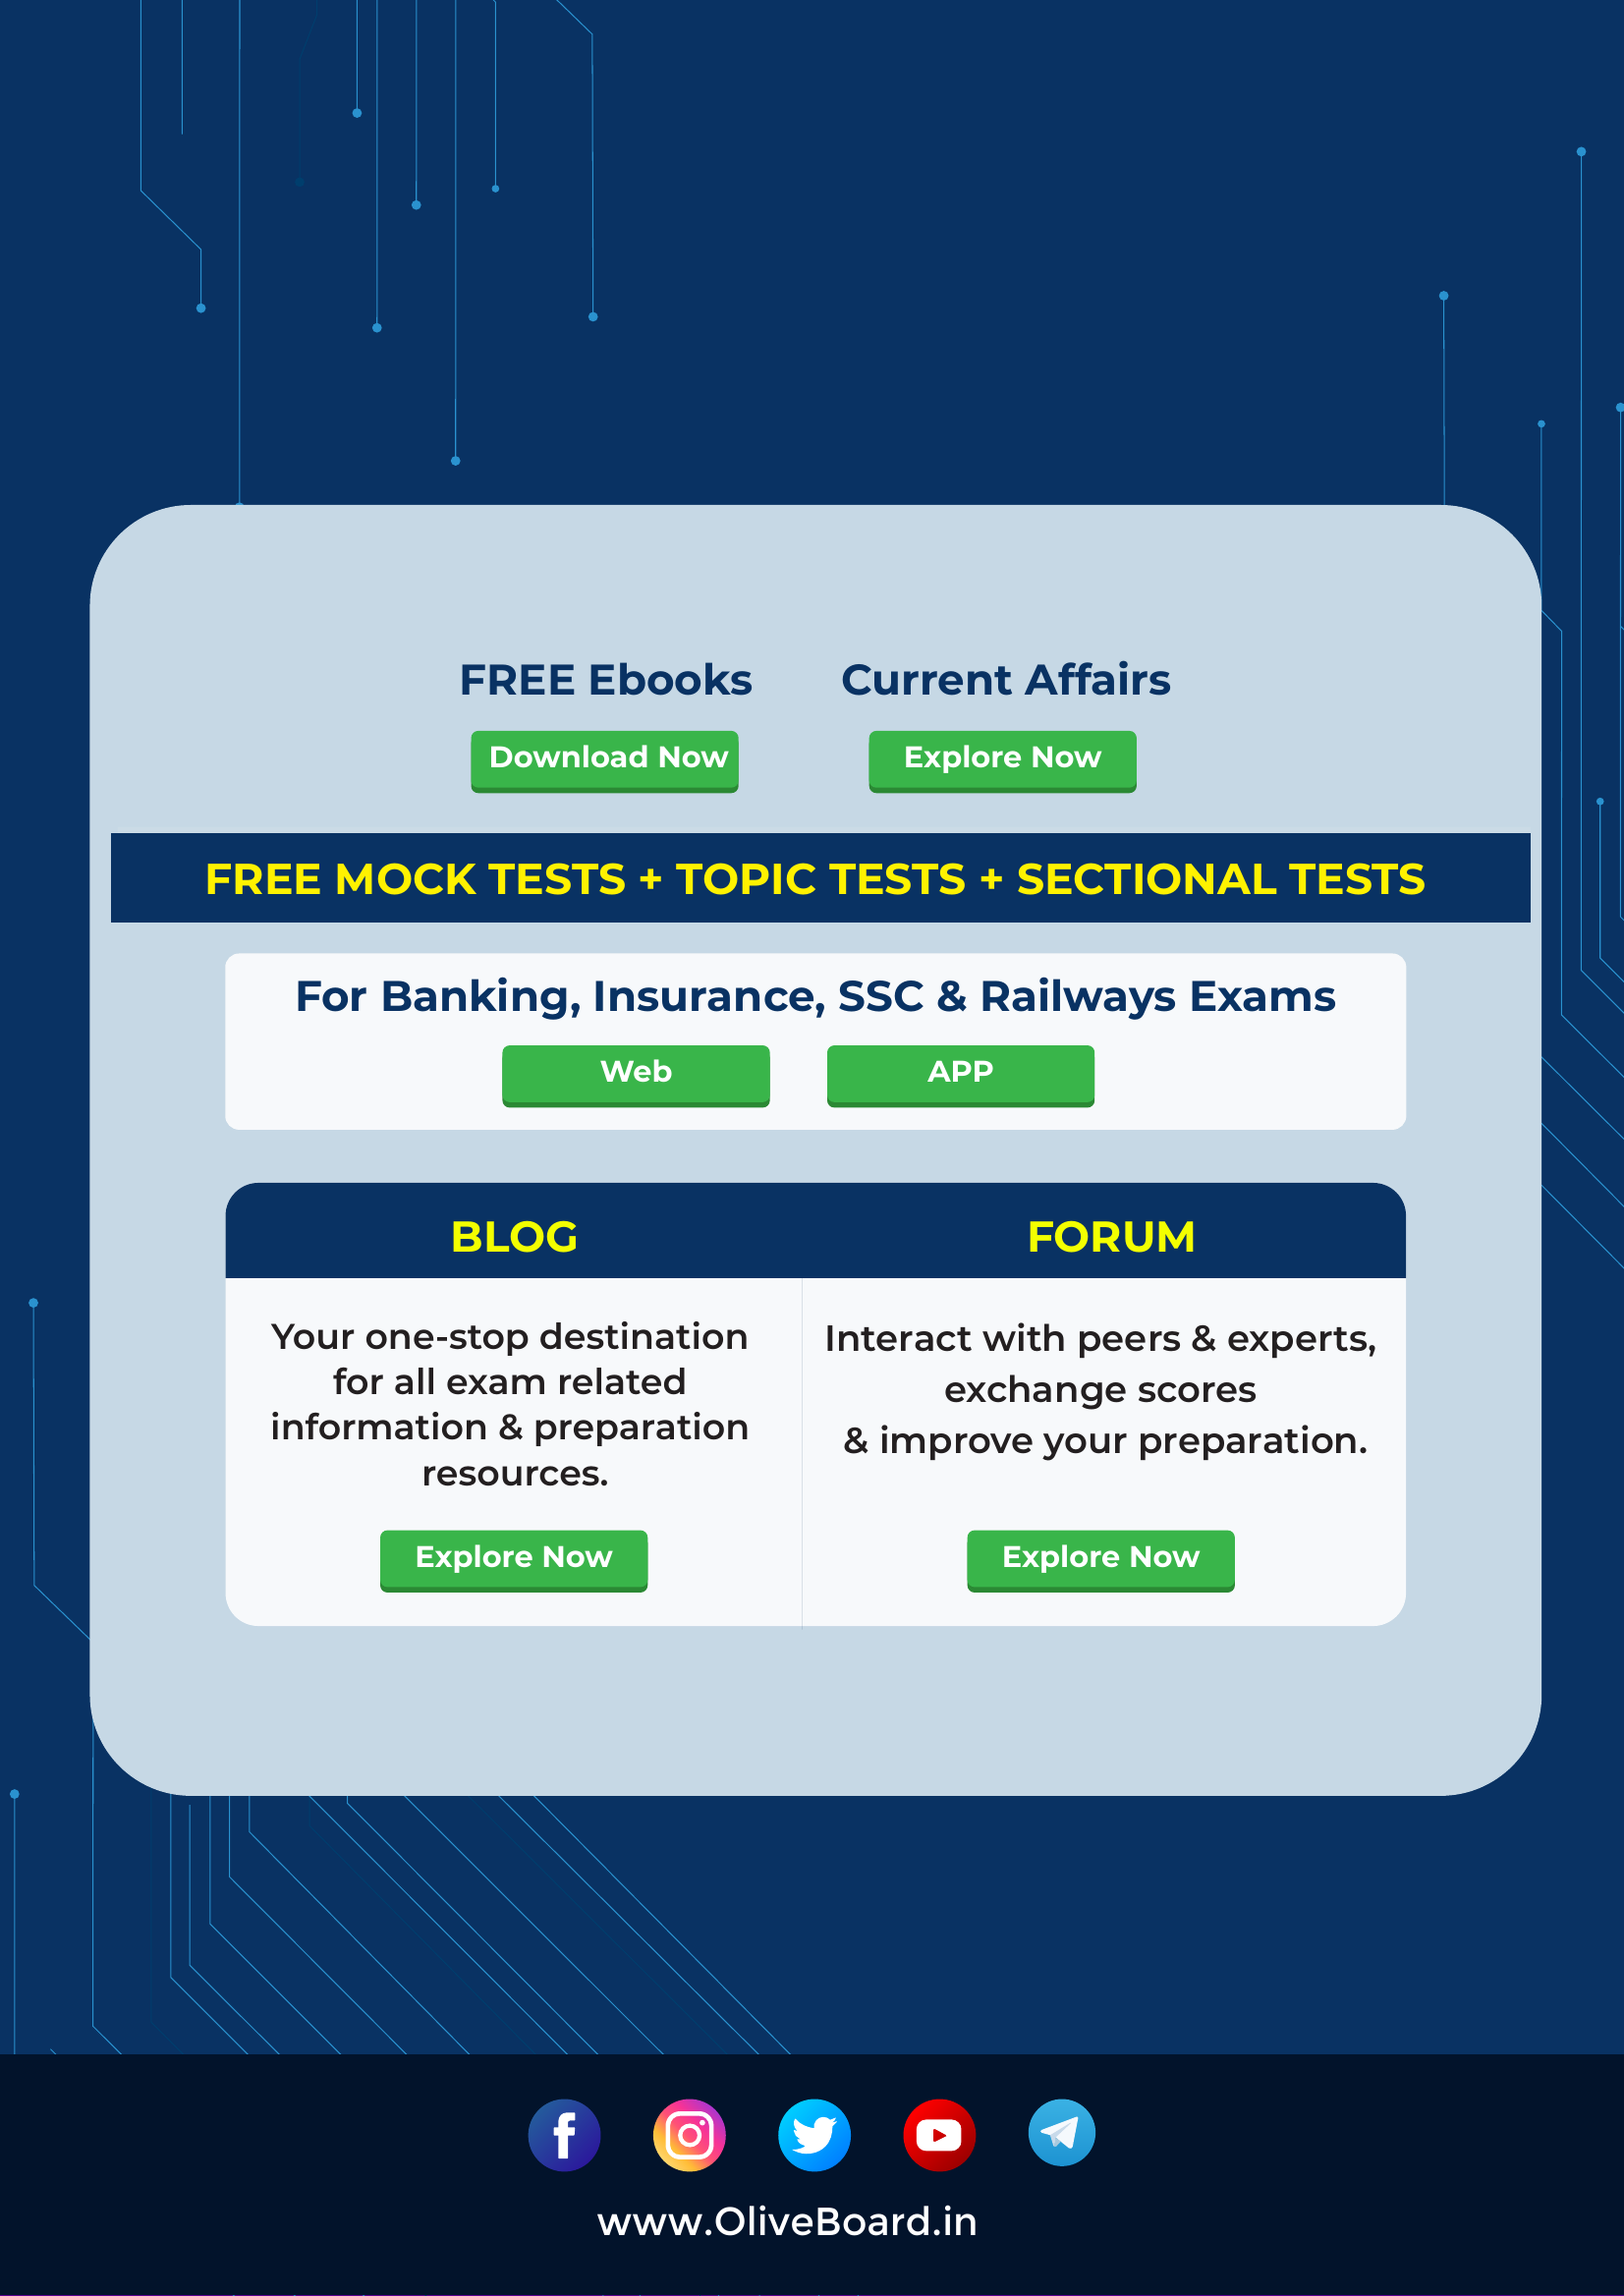 FREE Ebooks
Download Now
Current Affairs
Explore Now
FREE MOCK TESTS + TOPIC TESTS + SECTIONAL TESTS
For Banking, Insurance, SSC & Railways Exams
Web
APP
BLOG
Your one-stop destination
for all exam related
information & preparation
resources.
Explore Now
FORUM
Interact with peers & experts,
exchange scores
& improve your preparation.
Explore Now
www.OliveBoard.in